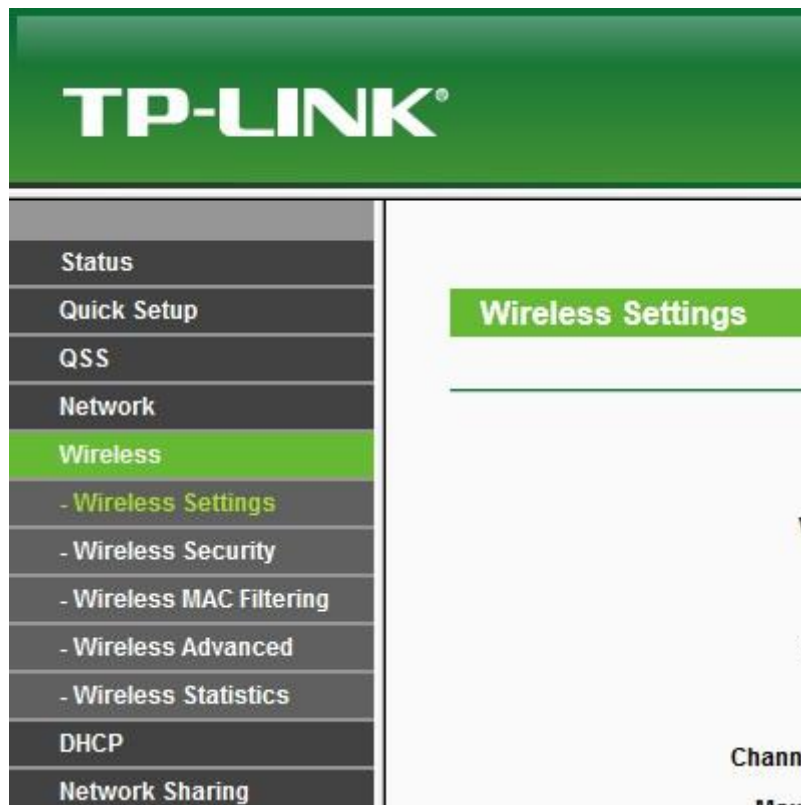 TP-LINK®
Status
Quick Setup
QSS
Network
Wireless
- Wireless Settings
- Wireless Security
- Wireless MAC Filtering
- Wireless Advanced
- Wireless Statistics
DHCP
Network Sharing
Wireless Settings
Chann